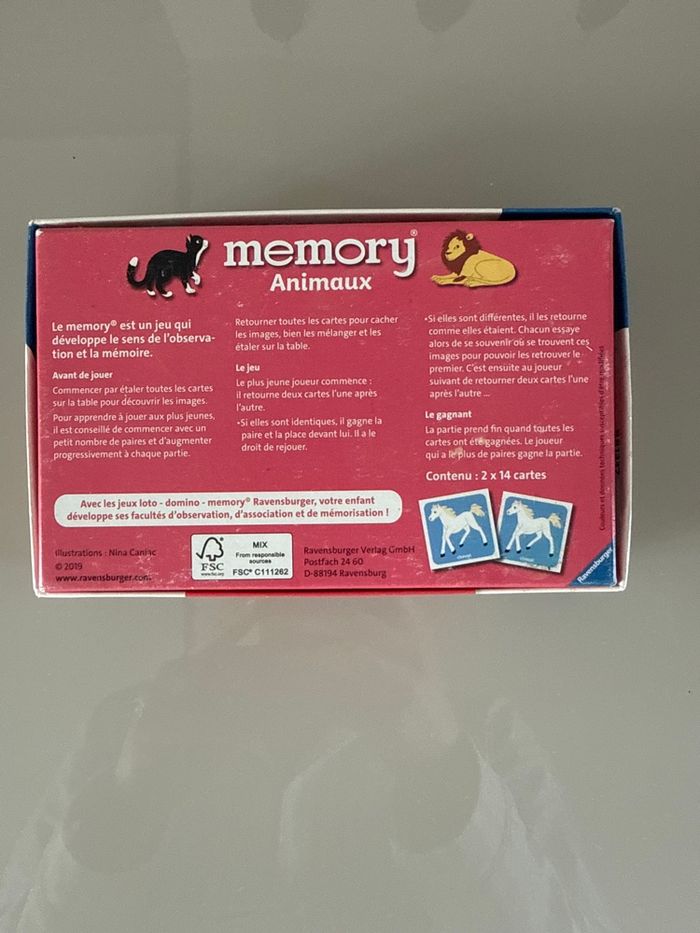 memory®
Animaux
Le memory® est un jeu qui
développe le sens de l'observa-
tion et la mémoire.
Avant de jouer
Commencer par étaler toutes les cartes
sur la table pour découvrir les images.
Pour apprendre à jouer aux plus jeunes,
il est conseillé de commencer avec un
petit nombre de paires et d'augmenter
progressivement à chaque partie.
Retourner toutes les cartes pour cacher
les images, bien les mélanger et les
étaler sur la table.
Le jeu
Le plus jeune joueur commence :
il retourne deux cartes l'une après
l'autre.
•Si elles sont identiques, il gagne la
paire et la place devant lui. Il a le
droit de rejouer.
•Si elles sont différentes, il les retourne
comme elles étaient. Chacun essaye
alors de se souvenir où se trouvent ces
images pour pouvoir les retrouver le
premier. C'est ensuite au joueur
suivant de retourner deux cartes l'une
après l'autre ...
Le gagnant
La partie prend fin quand toutes les
cartes ont été gagnées. Le joueur
qui a le plus de paires gagne la partie.
Contenu : 2 x 14 cartes
Avec les jeux loto - domino - memory® Ravensburger, votre enfant
développe ses facultés d'observation, d'association et de mémorisation !
Illustrations : Nina Caniac
© 2019
www.ravensburger.com
FSC
www.fsc.org
MIX
From responsible
sources
FSC® C111262
Ravensburger Verlag GmbH
Postfach 24 60
D-88194 Ravensburg
Ravensburger
Couleurs et données techniques susceptibles d'être modifiées